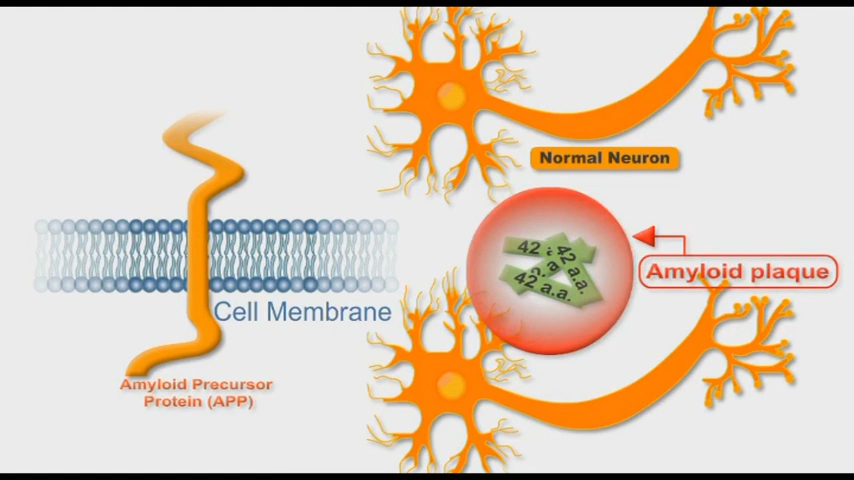 Normal Neuron
42 a.a.
42 a.a.
42 a.a.
Amyloid plaque
Cell Membrane
Amyloid Precursor
Protein (APP)